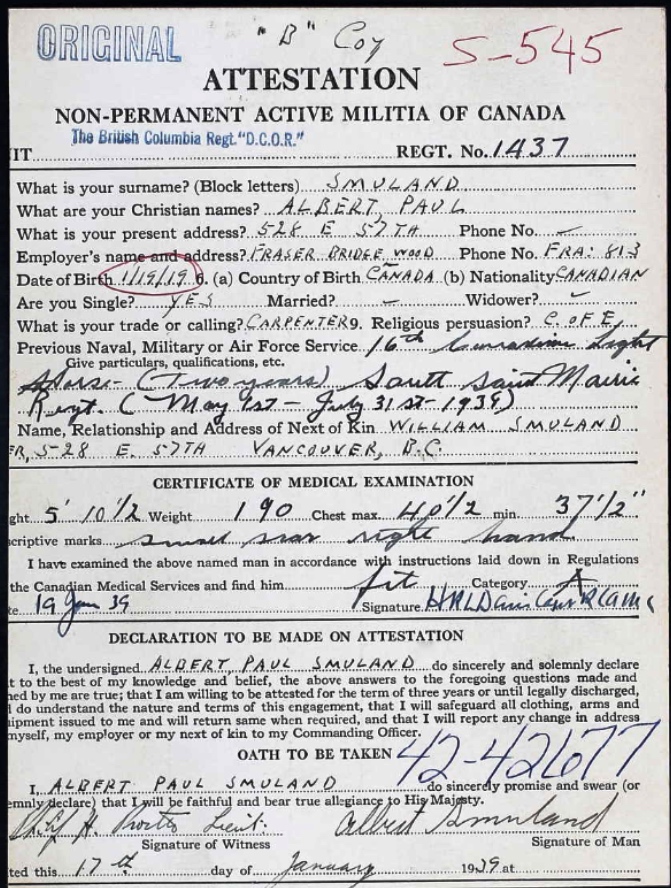 ORIGINAL "B" Coy S-545
ATTESTATION
NON-PERMANENT ACTIVE MILITIA OF CANADA
The British Columbia Regt. "D.C.O.R."
IT REGT. No. 1437
What is your surname? (Block letters) SMULAND
What are your Christian names? ALBERT PAUL
What is your present address? 528 E 57TH Phone No. –
Employer's name and address? FRASER BRIDGE WOOD Phone No. FRA: 813
Date of Birth 1/19/19 6. (a) Country of Birth CANADA (b) Nationality CANADIAN
Are you Single? YES Married? – Widower? –
What is your trade or calling? CARPENTER 9. Religious persuasion? C. OF E.
Previous Naval, Military or Air Force Service 16th Canadian Light
Give particulars, qualifications, etc.
Horse – (Two years) Sault Saint Marie
Regt. (May 1st – July 31st – 1938)
Name, Relationship and Address of Next of Kin WILLIAM SMULAND
ER, 528 E. 57TH VANCOUVER, B.C.
CERTIFICATE OF MEDICAL EXAMINATION
ght 5' 10 1/2 Weight 190 Chest max. 40 1/2 min. 37 1/2"
scriptive marks small scar right hand
I have examined the above named man in accordance with instructions laid down in Regulations
the Canadian Medical Services and find him fit Category A
te 19 Jan 39 Signature H.R.L. Davis Capt RCAMC
DECLARATION TO BE MADE ON ATTESTATION
I, the undersigned ALBERT PAUL SMULAND do sincerely and solemnly declare
t to the best of my knowledge and belief, the above answers to the foregoing questions made and
ned by me are true; that I am willing to be attested for the term of three years or until legally discharged,
I do understand the nature and terms of this engagement, that I will safeguard all clothing, arms and
uipment issued to me and will return same when required, and that I will report any change in address
myself, my employer or my next of kin to my Commanding Officer.
OATH TO BE TAKEN 42-42677
I, ALBERT PAUL SMULAND do sincerely promise and swear (or
emnly declare) that I will be faithful and bear true allegiance to His Majesty.
H. Lieut. Albert Smuland
Signature of Witness Signature of Man
ted this 17th day of January 1939 at